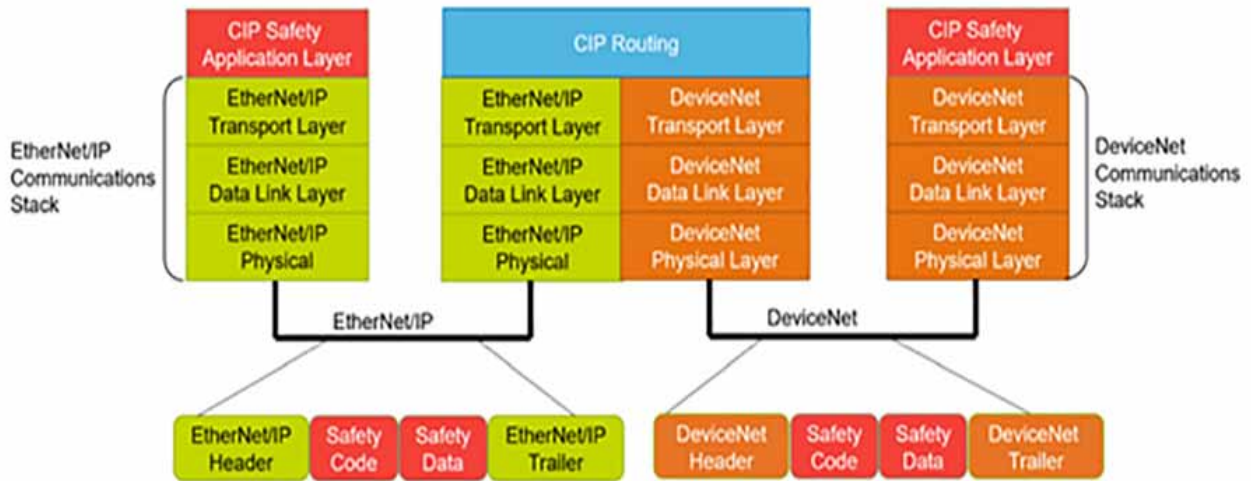 CIP Safety
Application Layer
CIP Routing
CIP Safety
Application Layer
EtherNet/IP
Communications
Stack
EtherNet/IP
Transport Layer
EtherNet/IP
Data Link Layer
EtherNet/IP
Physical
EtherNet/IP
Transport Layer
EtherNet/IP
Data Link Layer
EtherNet/IP
Physical
DeviceNet
Transport Layer
DeviceNet
Data Link Layer
DeviceNet
Physical Layer
DeviceNet
Transport Layer
DeviceNet
Data Link Layer
DeviceNet
Physical Layer
DeviceNet
Communications
Stack
EtherNet/IP
DeviceNet
EtherNet/IP
Header
Safety
Code
Safety
Data
EtherNet/IP
Trailer
DeviceNet
Header
Safety
Code
Safety
Data
DeviceNet
Trailer